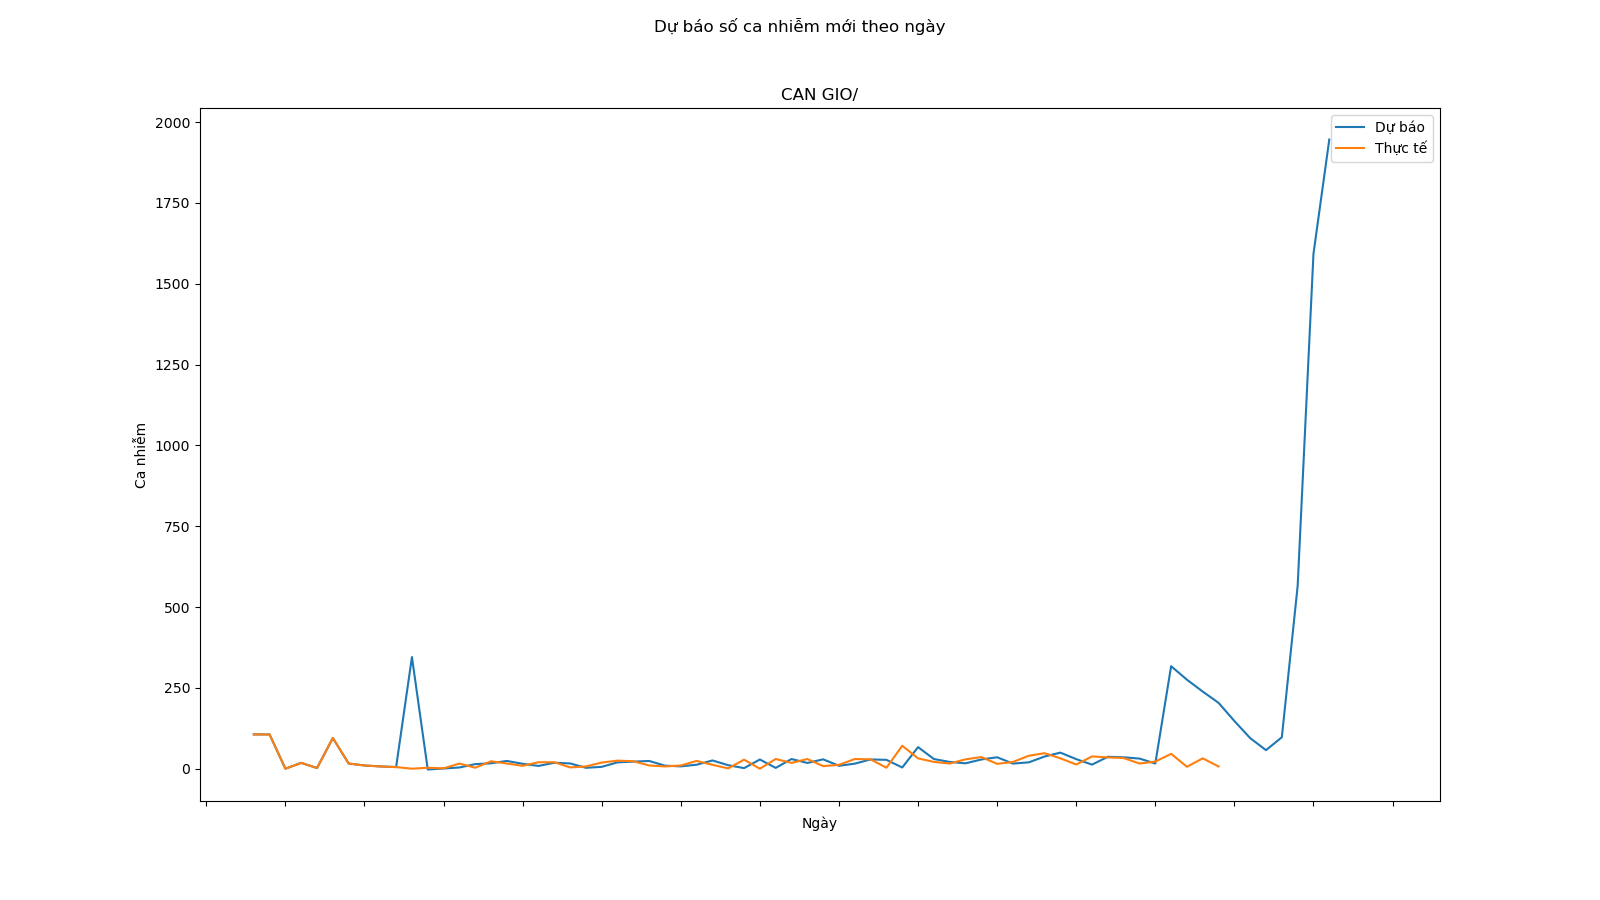 Dự báo số ca nhiễm mới theo ngày
CAN GIO/
Dự báo
Thực tế
2000
1750
1500
1250
1000
750
500
250
0
Ca nhiễm
Ngày